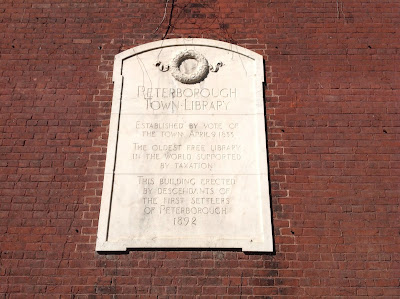 PETERBOROUGH
TOWN LIBRARY
ESTABLISHED BY VOTE OF
THE TOWN APRIL 9 1833
THE OLDEST FREE LIBRARY
IN THE WORLD SUPPORTED
BY TAXATION
THIS BUILDING ERECTED
BY DESCENDANTS OF
THE FIRST SETTLERS
OF PETERBOROUGH
1892